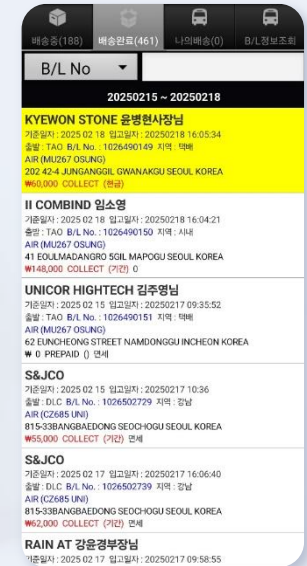 배송중(188) 배송완료(461) 나의배송(0) B/L정보조회
B/L No
20250215 ~ 20250218
KYEWON STONE 윤병현사장님
기준일자 : 2025 02 18 입고일자 : 20250218 16:05:34
출발 : TAO B/L No. : 1026490149 지역 : 택배
AIR (MU267 OSUNG)
202 42-4 JUNGANGGIL GWANAKGU SEOUL KOREA
₩60,000 COLLECT (현금)
II COMBIND 임소영
기준일자 : 2025 02 18 입고일자 : 20250218 16:04:21
출발 : TAO B/L No. : 1026490150 지역 : 시내
AIR (MU267 OSUNG)
41 EOULMADANGRO 5GIL MAPOGU SEOUL KOREA
₩148,000 COLLECT (기간) 0
UNICOR HIGHTECH 김주영님
기준일자 : 2025 02 15 입고일자 : 20250217 09:35:52
출발 : TAO B/L No. : 1026490151 지역 : 택배
AIR (MU267 OSUNG)
62 EUNCHEONG STREET NAMDONGGU INCHEON KOREA
₩ 0 PREPAID () 면세
S&JCO
기준일자 : 2025 02 17 입고일자 : 20250217 10:36
출발 : DLC B/L No. : 1026502729 지역 : 강남
AIR (CZ685 UNI)
815-33BANGBAEDONG SEOCHOGU SEOUL KOREA
₩55,000 COLLECT (기간) 면세
S&JCO
기준일자 : 2025 02 17 입고일자 : 20250217 16:06:40
출발 : DLC B/L No. : 1026502739 지역 : 강남
AIR (CZ685 UNI)
815-33BANGBAEDONG SEOCHOGU SEOUL KOREA
₩62,000 COLLECT (기간) 면세
RAIN AT 강윤경부장님
기준일자 : 2025 02 17 입고일자 : 20250217 09:58:55